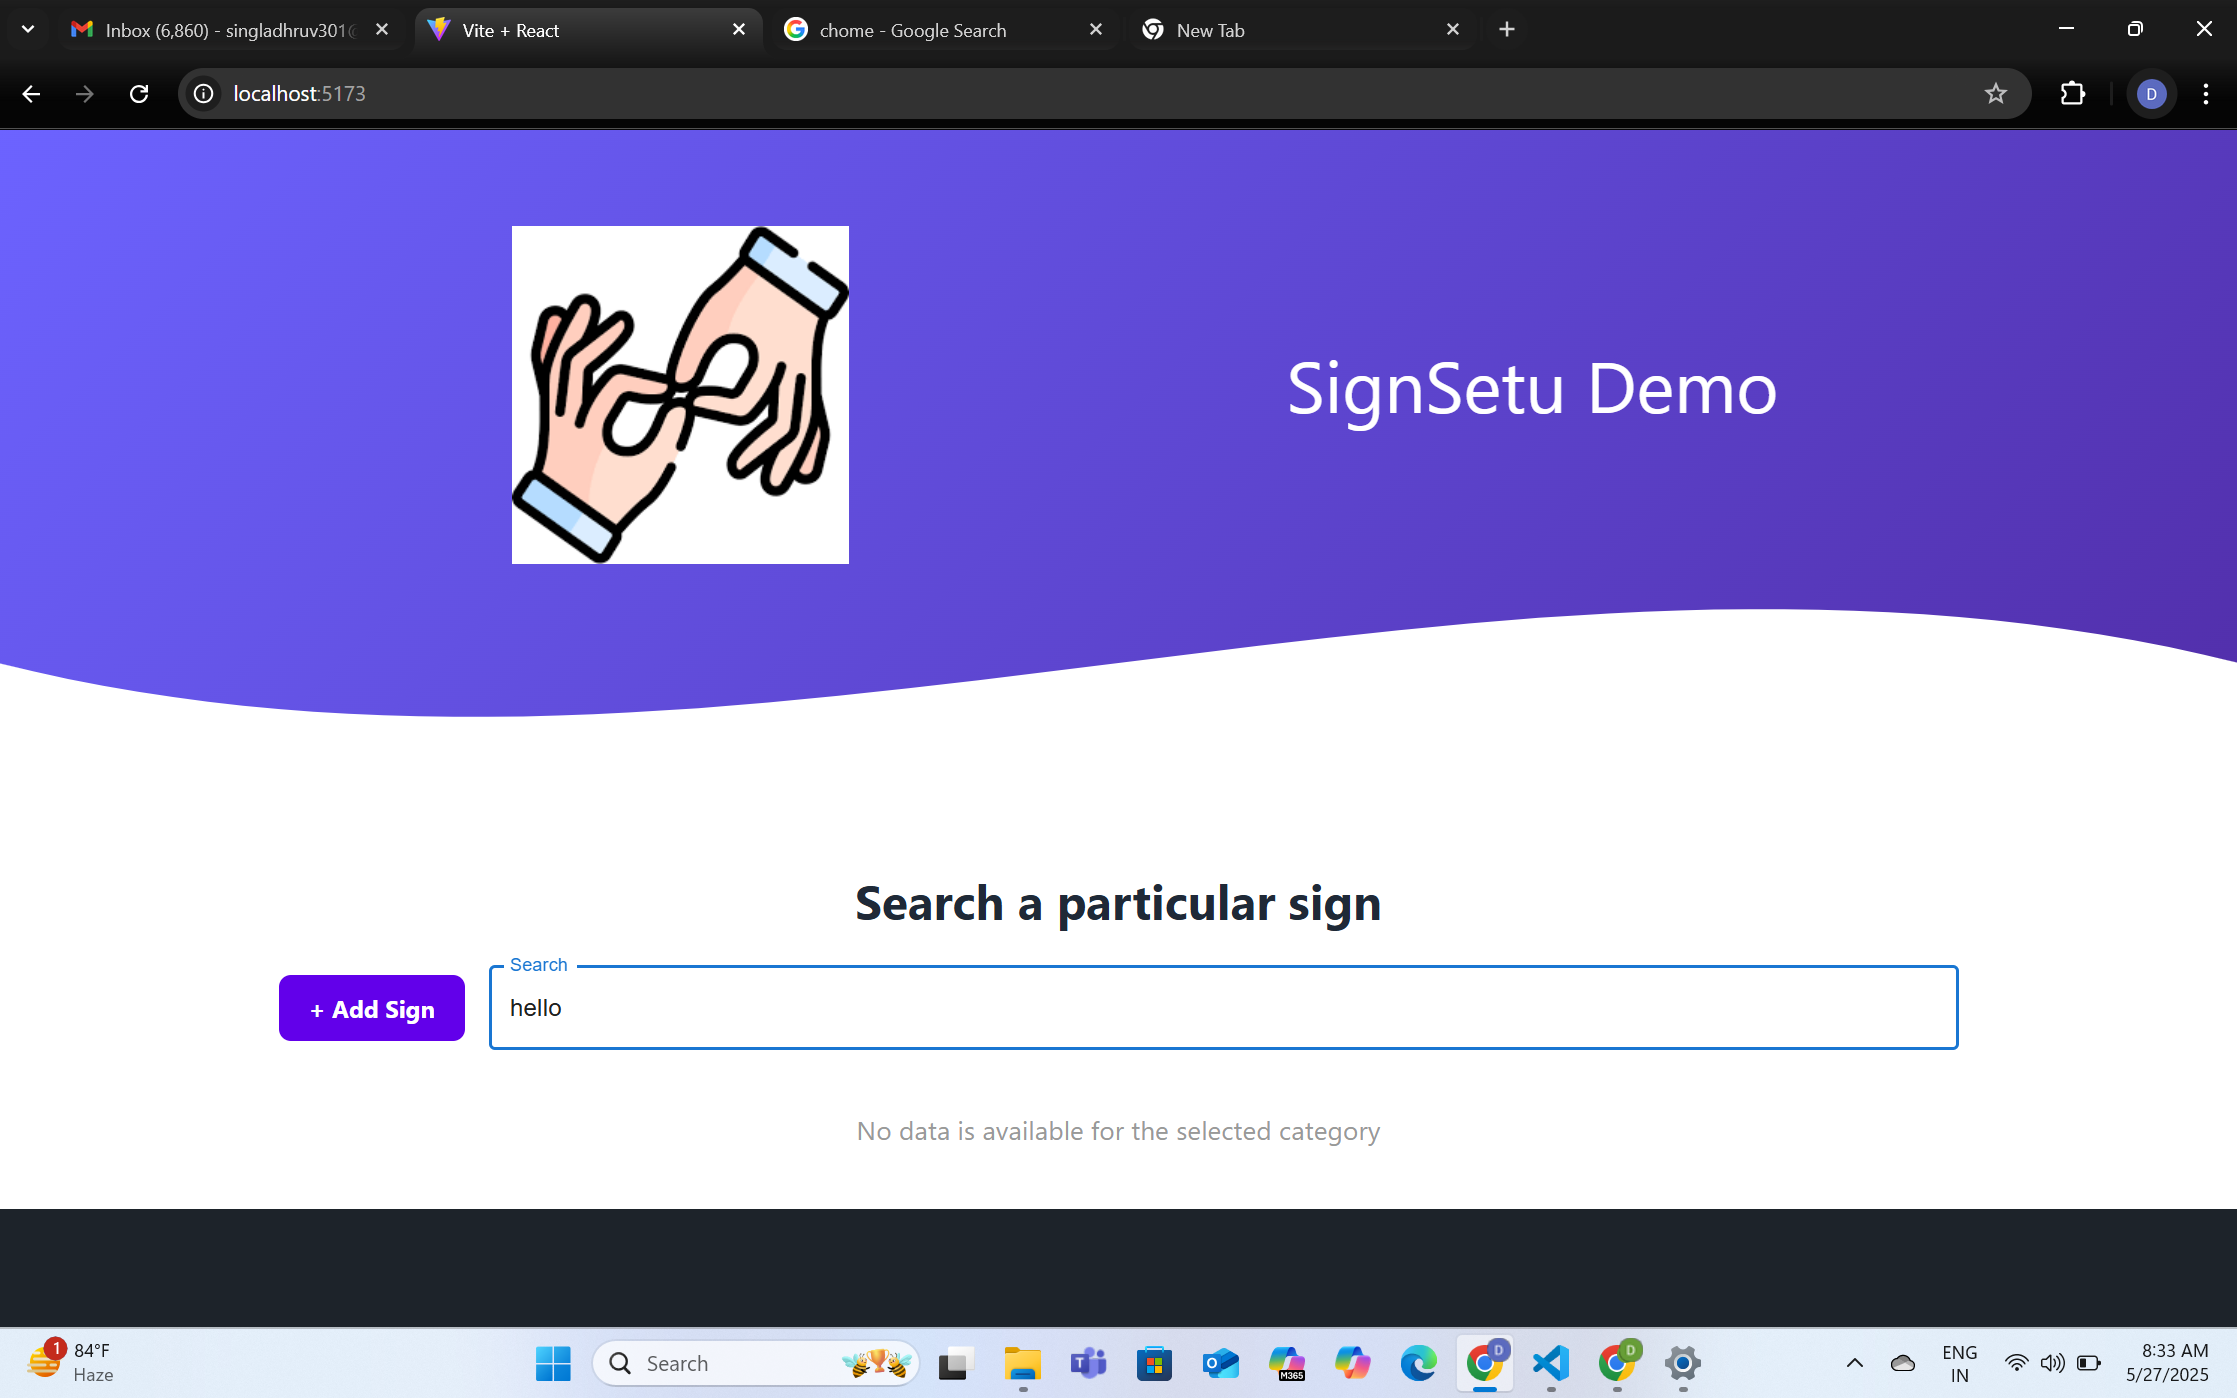 Inbox (6,860) - singladhruv301@
Vite + React
chome - Google Search
New Tab
localhost:5173
D
SignSetu Demo
Search a particular sign
+ Add Sign
Search
hello
No data is available for the selected category
1
84°F
Haze
Search
T
O
M365
D
D
ENG
IN
8:33 AM
5/27/2025